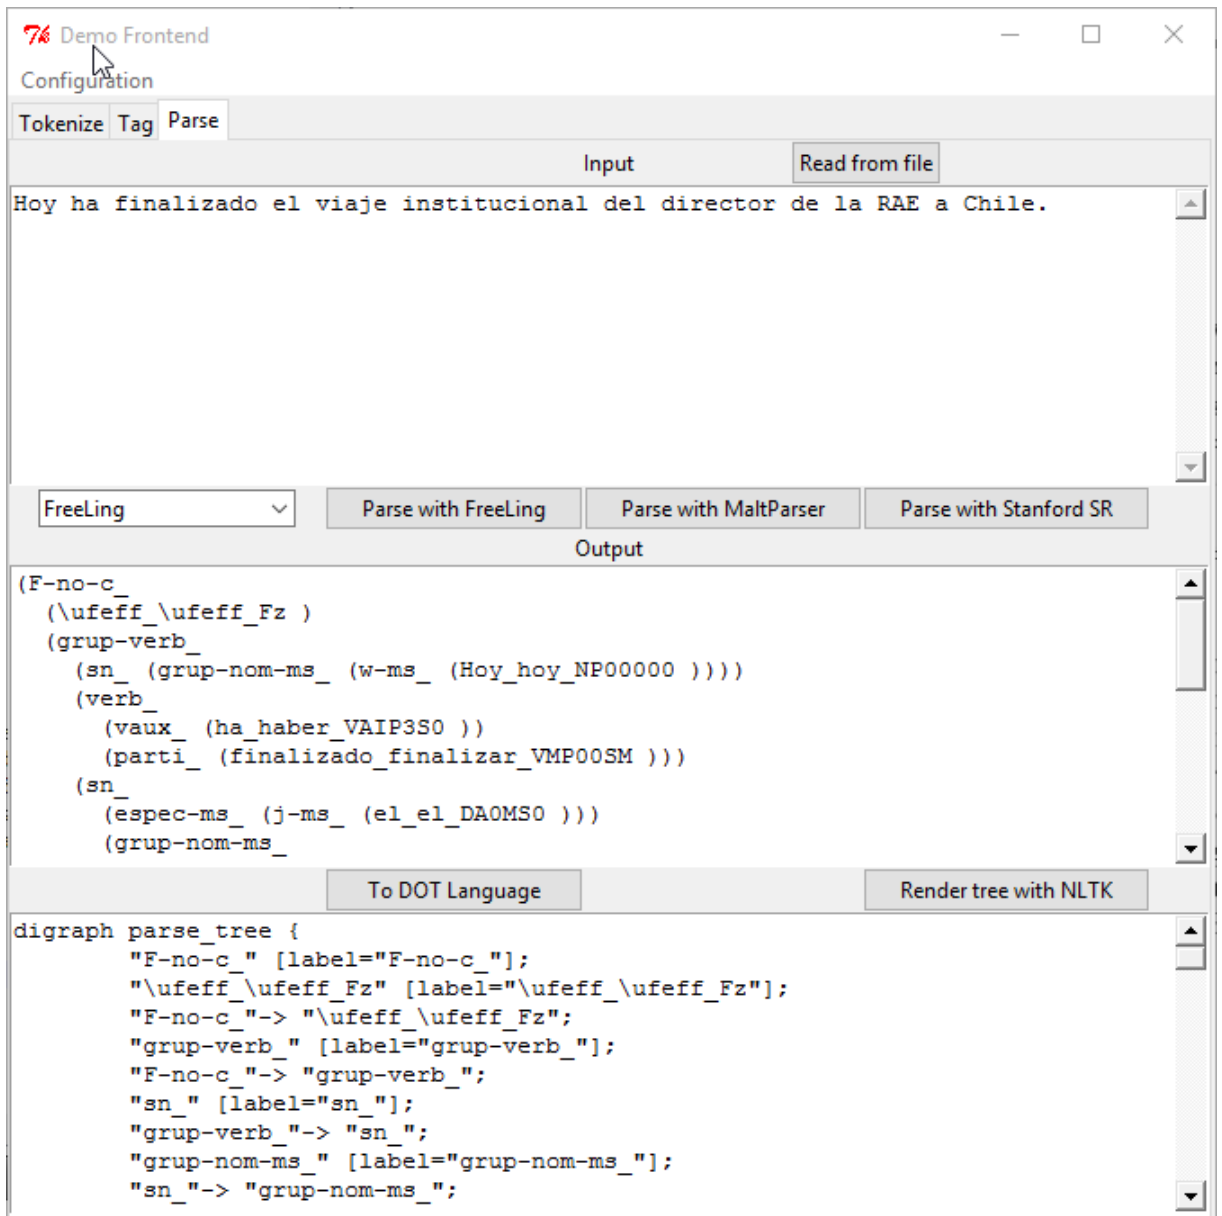 Demo Frontend
Configuration
Tokenize Tag Parse
Input Read from file
Hoy ha finalizado el viaje institucional del director de la RAE a Chile.
FreeLing Parse with FreeLing Parse with MaltParser Parse with Stanford SR
Output
(F-no-c_
  (\ufeff_\ufeff_Fz )
  (grup-verb_
    (sn_ (grup-nom-ms_ (w-ms_ (Hoy_hoy_NP00000 ))))
    (verb_
      (vaux_ (ha_haber_VAIP3S0 ))
      (parti_ (finalizado_finalizar_VMP00SM )))
    (sn_
      (espec-ms_ (j-ms_ (el_el_DA0MS0 )))
      (grup-nom-ms_
To DOT Language Render tree with NLTK
digraph parse_tree {
        "F-no-c_" [label="F-no-c_"];
        "\ufeff_\ufeff_Fz" [label="\ufeff_\ufeff_Fz"];
        "F-no-c_"-> "\ufeff_\ufeff_Fz";
        "grup-verb_" [label="grup-verb_"];
        "F-no-c_"-> "grup-verb_";
        "sn_" [label="sn_"];
        "grup-verb_"-> "sn_";
        "grup-nom-ms_" [label="grup-nom-ms_"];
        "sn_"-> "grup-nom-ms_";